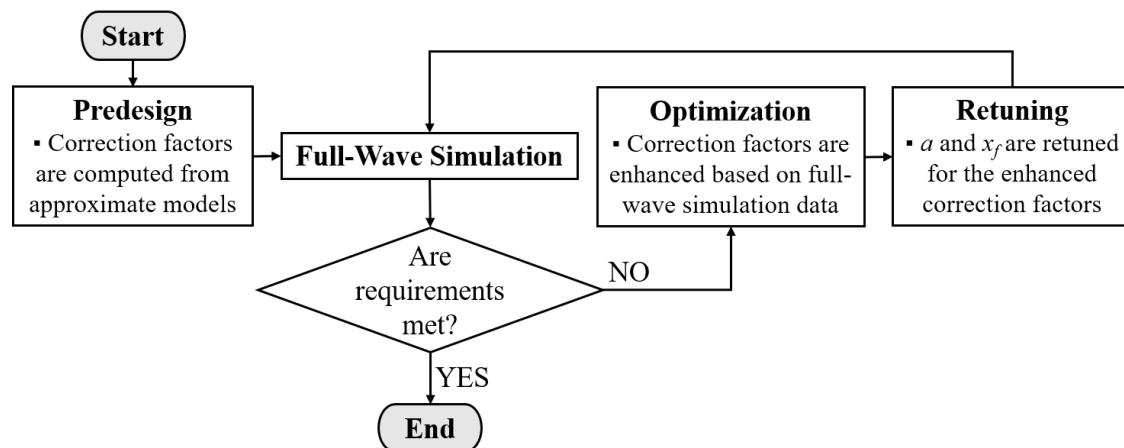 Start
Predesign
▪ Correction factors
are computed from
approximate models
Full-Wave Simulation
Are
requirements
met?
YES
End
NO
Optimization
▪ Correction factors are
enhanced based on full-
wave simulation data
Retuning
▪ a and x_f are retuned
for the enhanced
correction factors